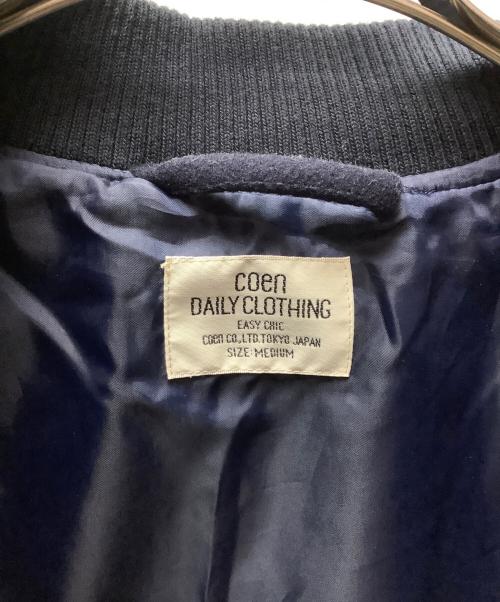 coen
DAILY CLOTHING
EASY CHIC
coen CO.,LTD.TOKYO JAPAN
SIZE:MEDIUM